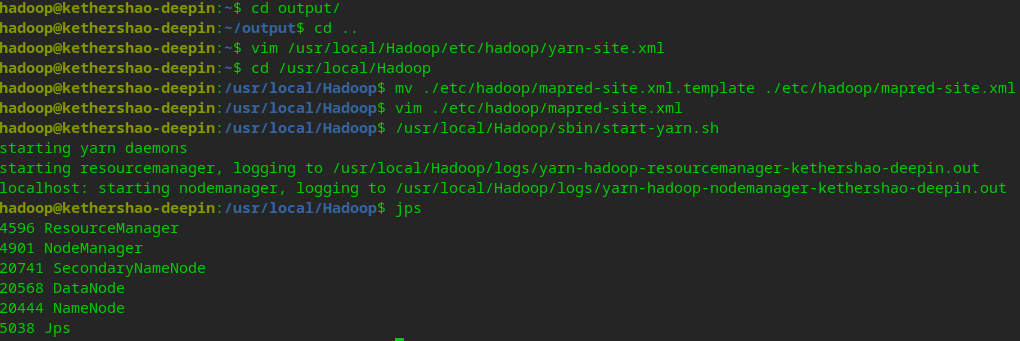 hadoop@kethershao-deepin:~$ cd output/
hadoop@kethershao-deepin:~/output$ cd ..
hadoop@kethershao-deepin:~$ vim /usr/local/Hadoop/etc/hadoop/yarn-site.xml
hadoop@kethershao-deepin:~$ cd /usr/local/Hadoop
hadoop@kethershao-deepin:/usr/local/Hadoop$ mv ./etc/hadoop/mapred-site.xml.template ./etc/hadoop/mapred-site.xml
hadoop@kethershao-deepin:/usr/local/Hadoop$ vim ./etc/hadoop/mapred-site.xml
hadoop@kethershao-deepin:/usr/local/Hadoop$ /usr/local/Hadoop/sbin/start-yarn.sh
starting yarn daemons
starting resourcemanager, logging to /usr/local/Hadoop/logs/yarn-hadoop-resourcemanager-kethershao-deepin.out
localhost: starting nodemanager, logging to /usr/local/Hadoop/logs/yarn-hadoop-nodemanager-kethershao-deepin.out
hadoop@kethershao-deepin:/usr/local/Hadoop$ jps
4596 ResourceManager
4901 NodeManager
20741 SecondaryNameNode
20568 DataNode
20444 NameNode
5038 Jps